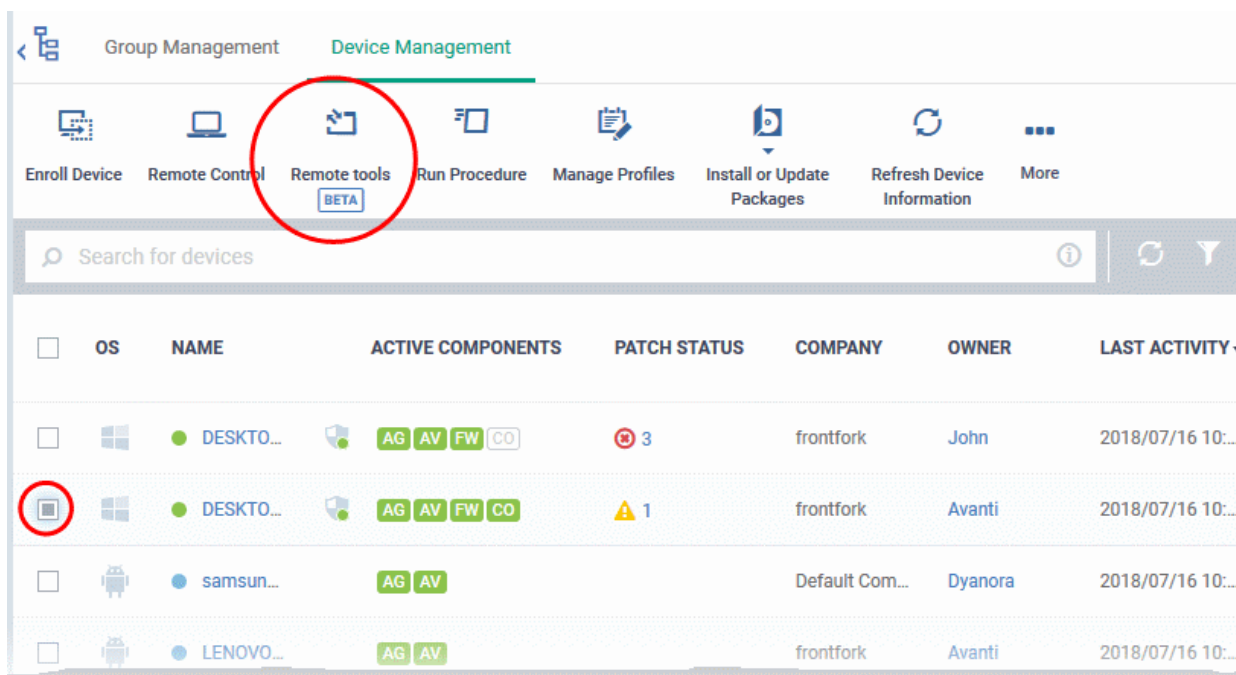 Group Management Device Management
Enroll Device Remote Control Remote tools Run Procedure Manage Profiles Install or Update Refresh Device More
BETA Packages Information
Search for devices
OS NAME ACTIVE COMPONENTS PATCH STATUS COMPANY OWNER LAST ACTIVITY
DESKTO... AG AV FW CO 3 frontfork John 2018/07/16 10:...
DESKTO... AG AV FW CO 1 frontfork Avanti 2018/07/16 10:...
samsun... AG AV Default Com... Dyanora 2018/07/16 10:...
LENOVO... AG AV frontfork Avanti 2018/07/16 10:...